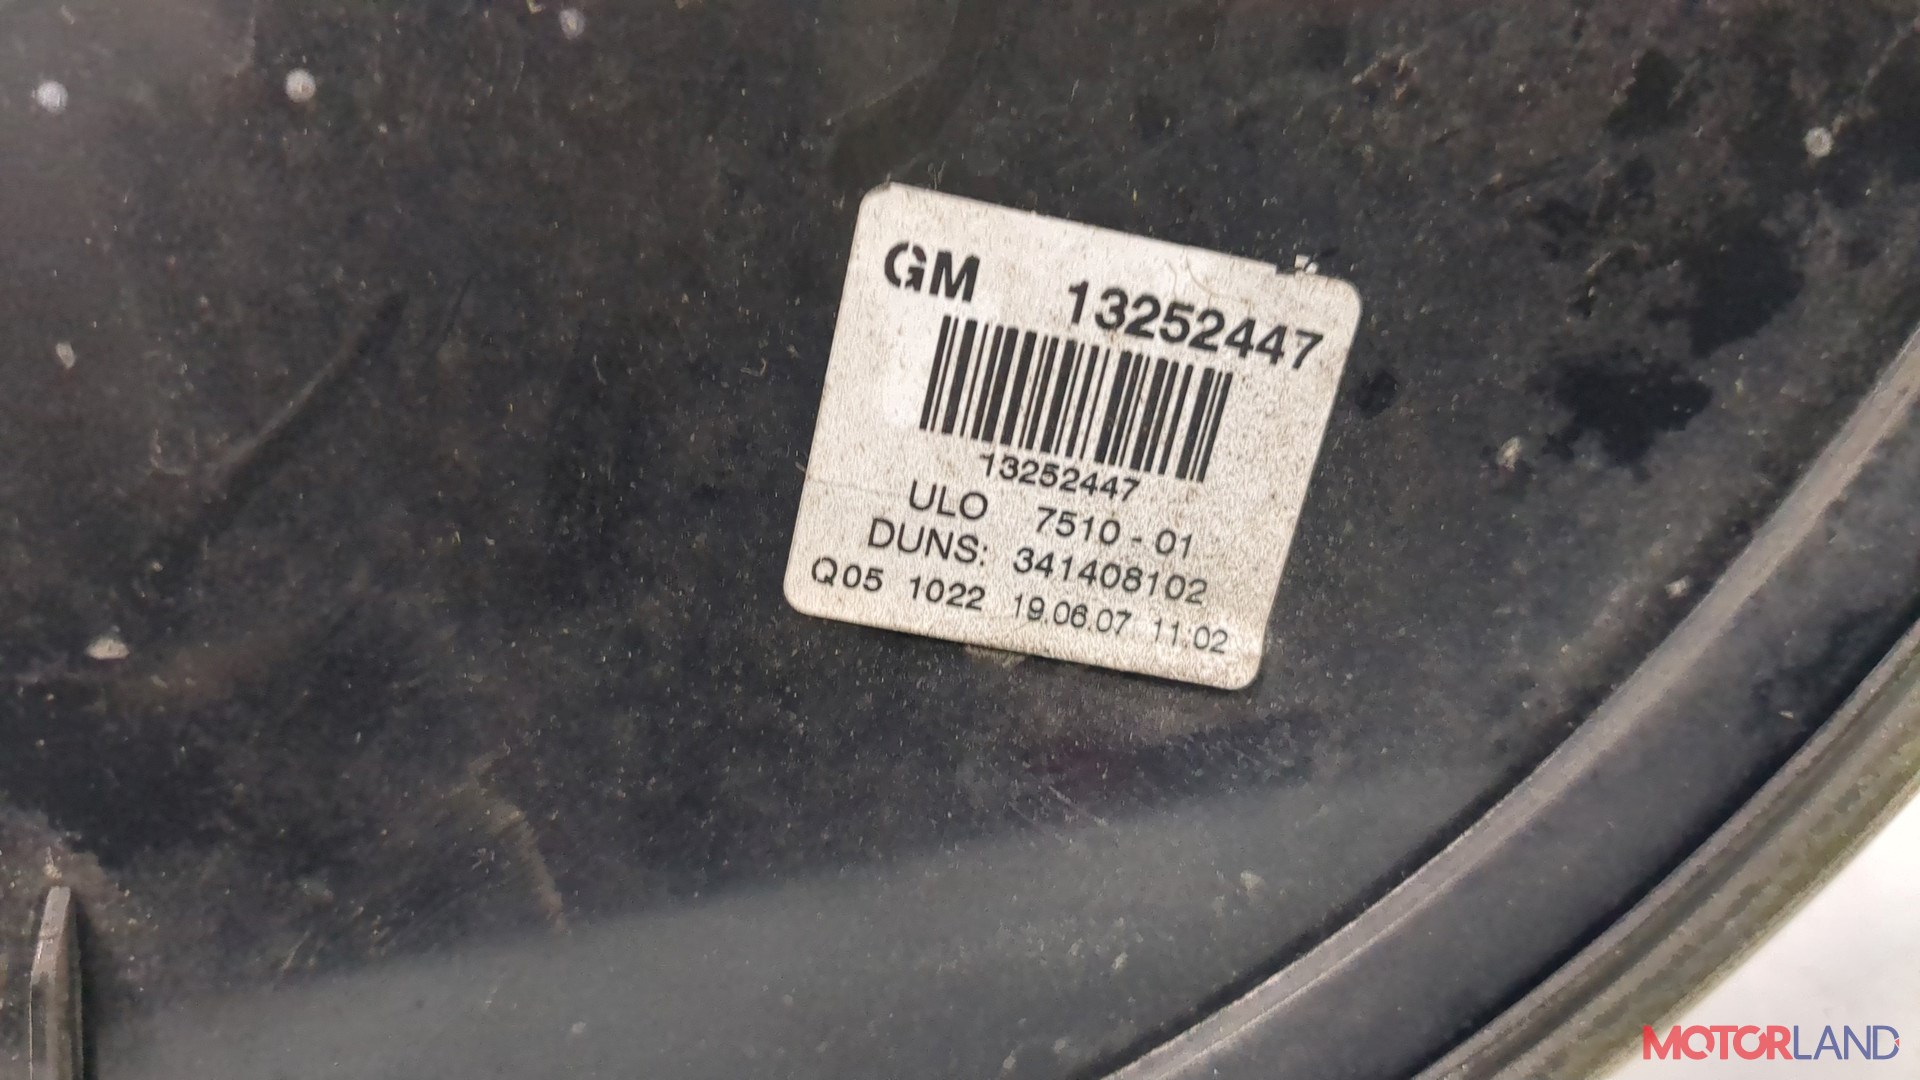 GM 13252447
13252447
ULO 7510 - 01
DUNS: 341408102
Q05 1022 19.06.07 11:02
MOTORLAND